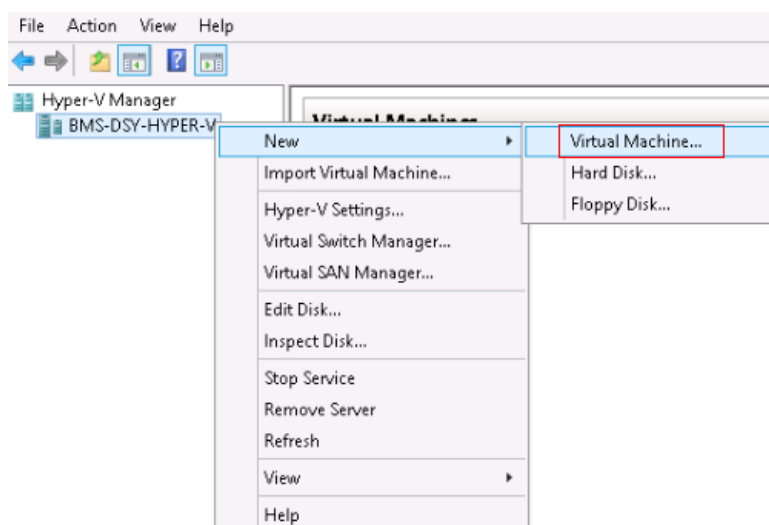 File Action View Help
Hyper-V Manager
BMS-DSY-HYPER-V
Virtual Machines
New
Virtual Machine...
Import Virtual Machine...
Hard Disk...
Hyper-V Settings...
Floppy Disk...
Virtual Switch Manager...
Virtual SAN Manager...
Edit Disk...
Inspect Disk...
Stop Service
Remove Server
Refresh
View
Help